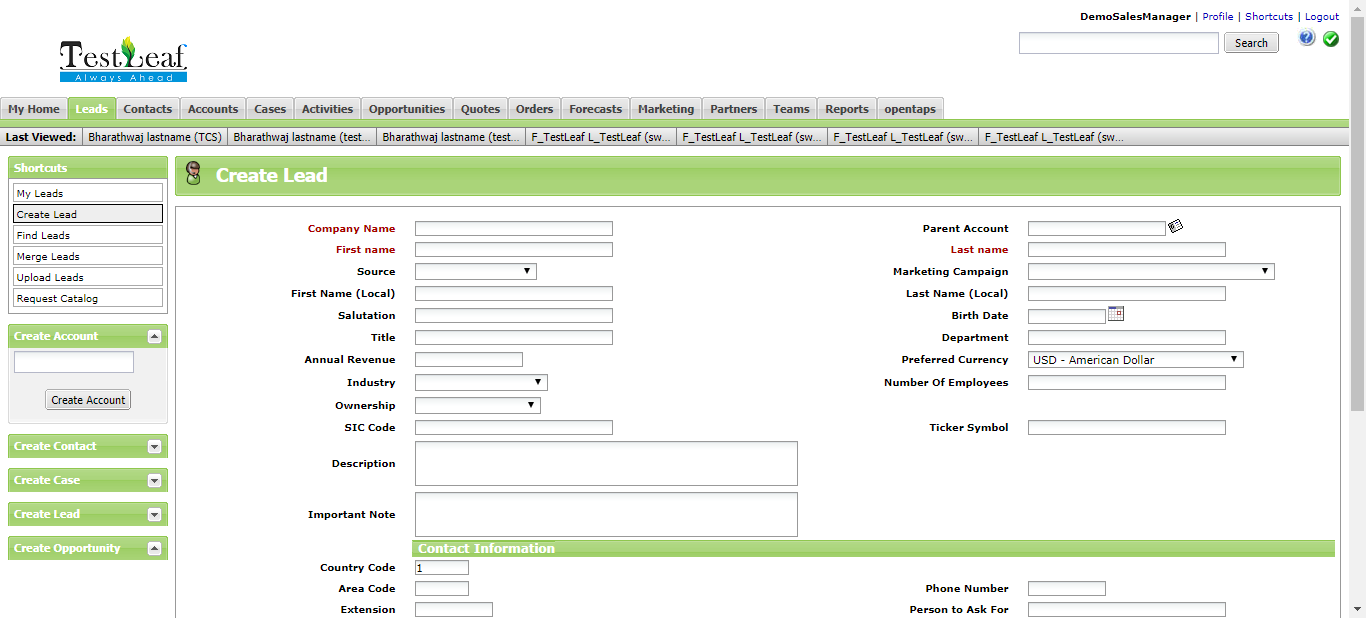 DemoSalesManager | Profile | Shortcuts | Logout
TestLeaf
Always Ahead
Search
My Home Leads Contacts Accounts Cases Activities Opportunities Quotes Orders Forecasts Marketing Partners Teams Reports opentaps
Last Viewed: Bharathwaj lastname (TCS) Bharathwaj lastname (test... Bharathwaj lastname (test... F_TestLeaf L_TestLeaf (sw... F_TestLeaf L_TestLeaf (sw... F_TestLeaf L_TestLeaf (sw... F_TestLeaf L_TestLeaf (sw...
Shortcuts
My Leads
Create Lead
Find Leads
Merge Leads
Upload Leads
Request Catalog
Create Account
Create Account
Create Contact
Create Case
Create Lead
Create Opportunity
Create Lead
Company Name Parent Account
First name Last name
Source Marketing Campaign
First Name (Local) Last Name (Local)
Salutation Birth Date
Title Department
Annual Revenue Preferred Currency USD - American Dollar
Industry Number Of Employees
Ownership
SIC Code Ticker Symbol
Description
Important Note
Contact Information
Country Code 1
Area Code Phone Number
Extension Person to Ask For